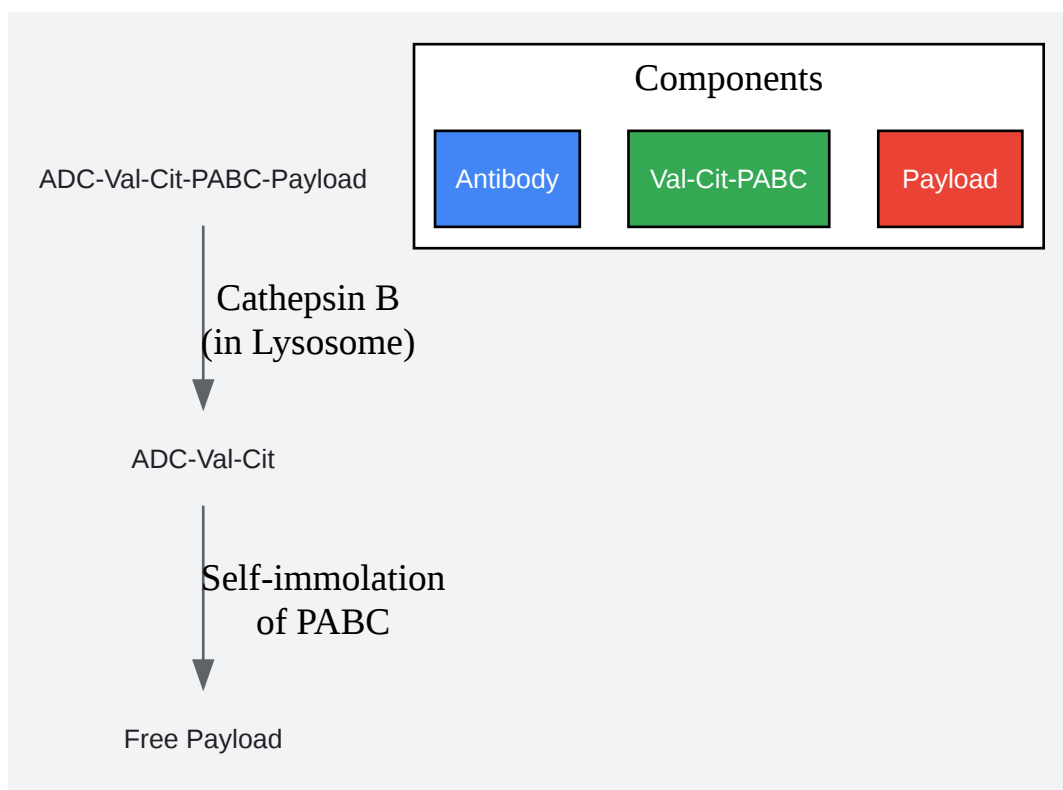 Components
ADC-Val-Cit-PABC-Payload
Antibody
Val-Cit-PABC
Payload
Cathepsin B
(in Lysosome)
ADC-Val-Cit
Self-immolation
of PABC
Free Payload